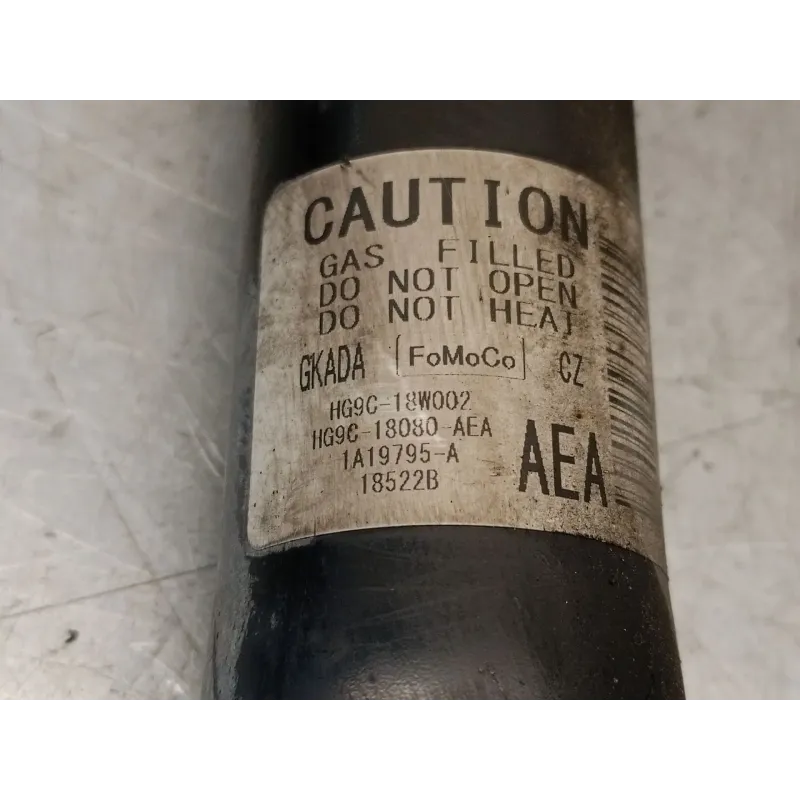 CAUTION
GAS FILLED
DO NOT OPEN
DO NOT HEAT
GKADA FoMoCo CZ
HG9C-18W002
HG9C-18080-AEA
1A19795-A
18522B
AEA